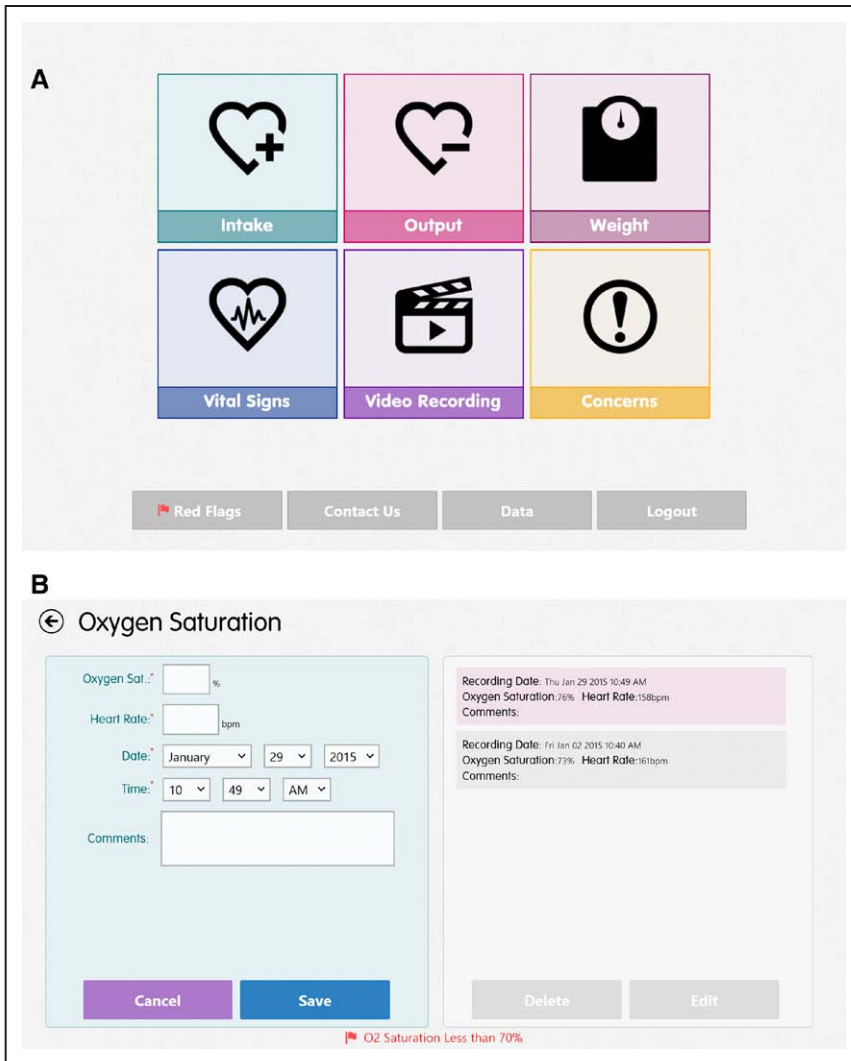 A
Intake
Output
Weight
Vital Signs
Video Recording
Concerns
Red Flags
Contact Us
Data
Logout
B
Oxygen Saturation
Oxygen Sat.:* %
Heart Rate:* bpm
Date:* January 29 2015
Time:* 10 49 AM
Comments:
Cancel
Save
Recording Date: Thu Jan 29 2015 10:49 AM
Oxygen Saturation:76% Heart Rate:158bpm
Comments:
Recording Date: Fri Jan 02 2015 10:40 AM
Oxygen Saturation:73% Heart Rate:161bpm
Comments:
Delete
Edit
O2 Saturation Less than 70%